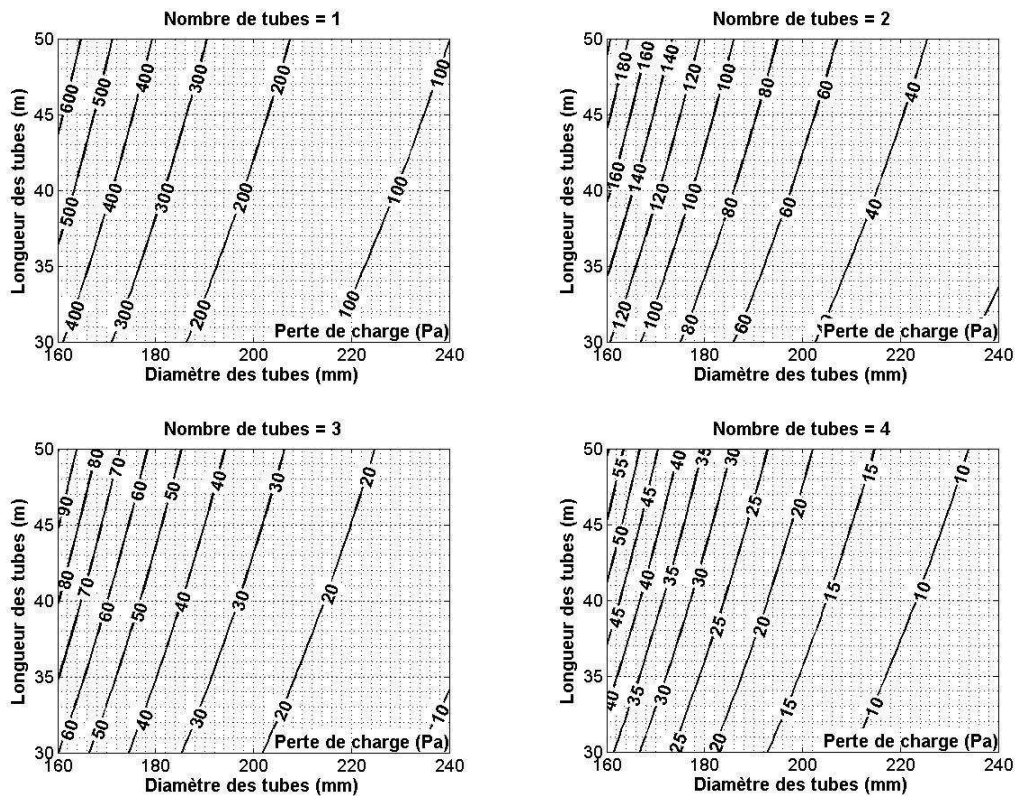 Nombre de tubes = 1
50
45
40
35
30
160 180 200 220 240
Longueur des tubes (m)
Diamètre des tubes (mm)
Perte de charge (Pa)
600 500 400 300 200 100
500 400 300 200 100
400 300 200 100
Nombre de tubes = 2
50
45
40
35
30
160 180 200 220 240
Longueur des tubes (m)
Diamètre des tubes (mm)
Perte de charge (Pa)
180 160 140 120 100 80 60 40
160 140 120 100 80 60 40
120 100 80 60
Nombre de tubes = 3
50
45
40
35
30
160 180 200 220 240
Longueur des tubes (m)
Diamètre des tubes (mm)
Perte de charge (Pa)
90 80 70 60 50 40 30 20
80 70 60 50 40 30 20
60 50 40 30 20 10
Nombre de tubes = 4
50
45
40
35
30
160 180 200 220 240
Longueur des tubes (m)
Diamètre des tubes (mm)
Perte de charge (Pa)
55 50 45 40 35 30 25 20 15 10
45 40 35 30 25 20 15 10
40 35 30 25 20 15 10